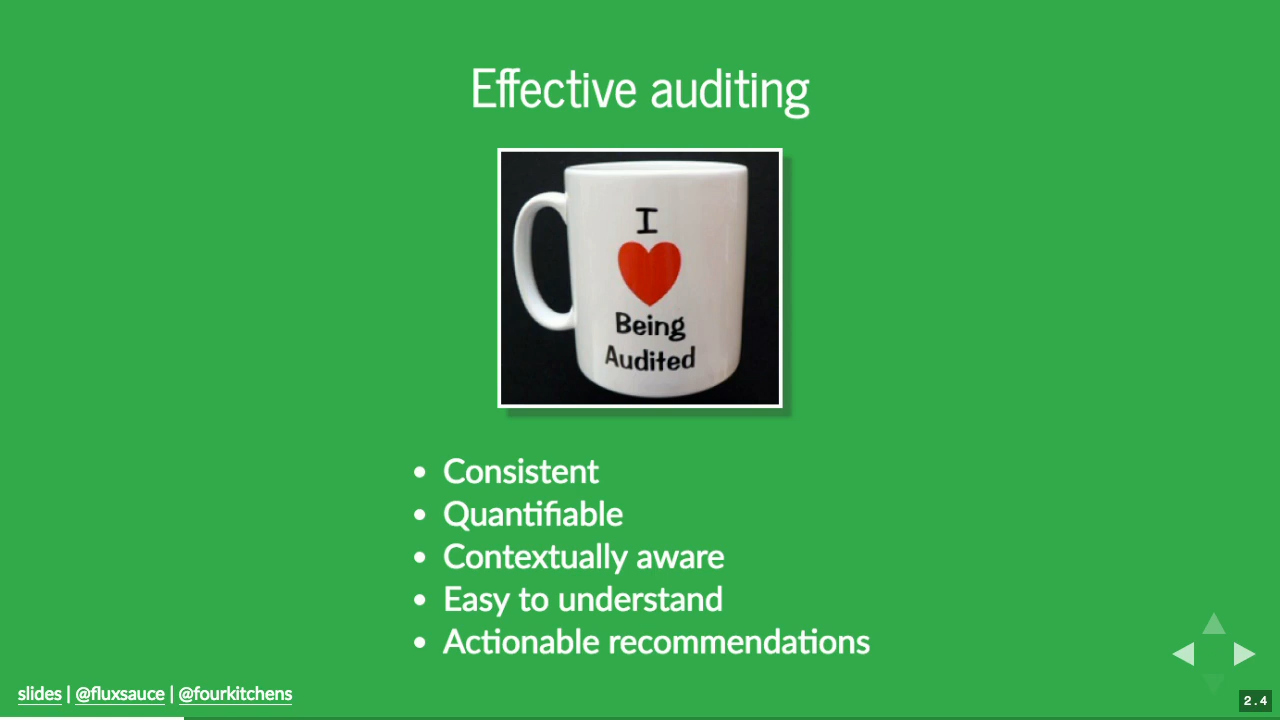 Effective auditing
I
Being
Audited
Consistent
Quantifiable
Contextually aware
Easy to understand
Actionable recommendations
slides | @fluxsauce | @fourkitchens
2.4